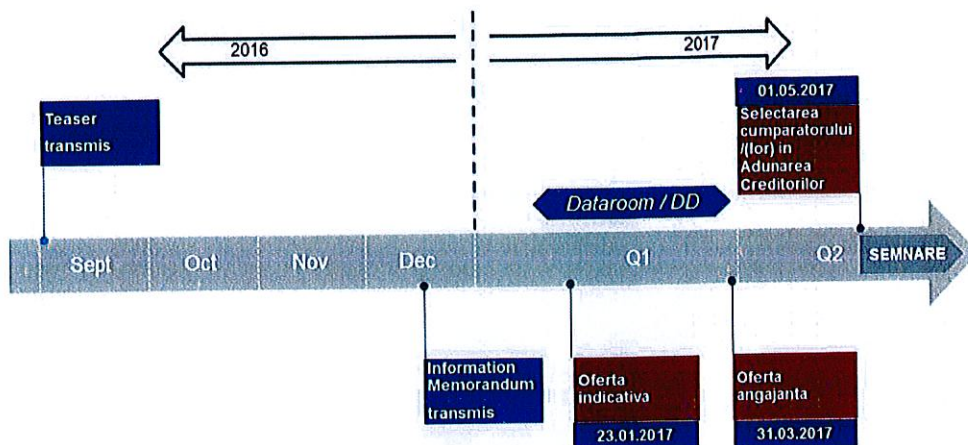 2016
2017
Teaser
transmis
01.05.2017
Selectarea
cumparatorului
/(lor) in
Adunarea
Creditorilor
Dataroom / DD
Sept
Oct
Nov
Dec
Q1
Q2
SEMNARE
Information
Memorandum
transmis
Oferta
indicativa
23.01.2017
Oferta
angajanta
31.03.2017